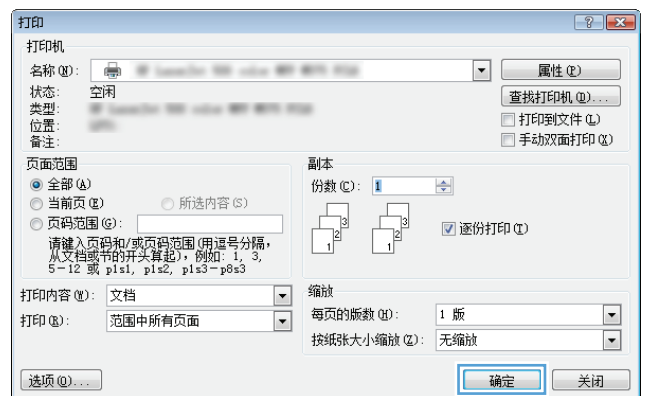 打印
打印机
名称(N):
属性(P)
状态: 空闲
查找打印机(D)...
类型:
位置:
打印到文件(L)
备注:
手动双面打印(X)
页面范围
副本
全部(A)
份数(C): 1
当前页(E) 所选内容(S)
页码范围(G):
逐份打印(T)
请键入页码和/或页码范围(用逗号分隔,
从文档或节的开头算起),例如: 1, 3,
5-12 或 p1s1, p1s2, p1s3-p8s3
3 3
2 2
1 1
打印内容(W): 文档
缩放
打印(R): 范围中所有页面
每页的版数(H): 1 版
按纸张大小缩放(Z): 无缩放
选项(O)... 确定 关闭